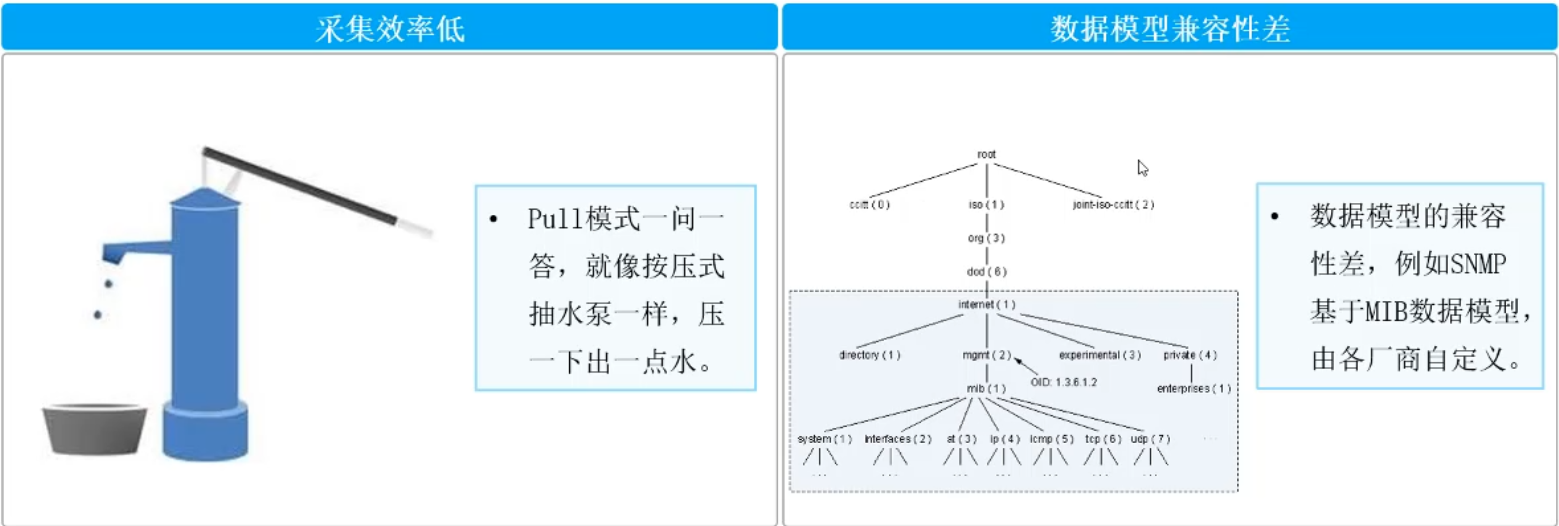 采集效率低
• Pull模式一问一
答，就像按压式
抽水泵一样，压
一下出一点水。
数据模型兼容性差
root
ccitt ( 0 ) iso ( 1 ) joint-iso-ccitt ( 2 )
org ( 3 )
dod ( 6 )
internet ( 1 )
directory ( 1 ) mgmt ( 2 ) experimental ( 3 ) private ( 4 )
OID: 1.3.6.1.2
mib ( 1 ) enterprises ( 1 )
system ( 1 ) Interfaces ( 2 ) at ( 3 ) ip ( 4 ) icmp ( 5 ) tcp ( 6 ) udp ( 7 ) ...
... ... ... ... ... ... ...
• 数据模型的兼容
性差，例如SNMP
基于MIB数据模型，
由各厂商自定义。